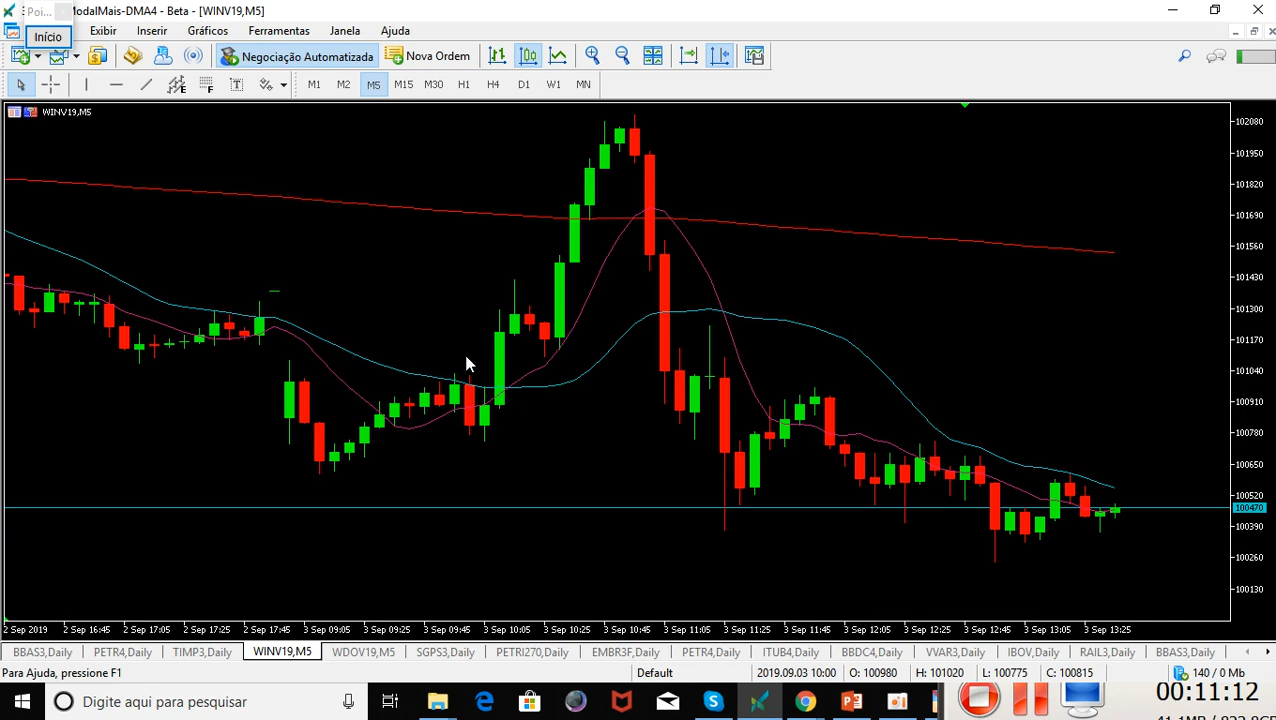 Poi...
ModalMais-DMA4 - Beta - [WINV19,M5]
Início
Exibir Inserir Gráficos Ferramentas Janela Ajuda
Negociação Automatizada Nova Ordem
E F T M1 M2 M5 M15 M30 H1 H4 D1 W1 MN
WINV19,M5
102080
101950
101820
101690
101560
101430
101300
101170
101040
100910
100780
100650
100520
100470
100390
100260
100130
2 Sep 2019 2 Sep 16:45 2 Sep 17:05 2 Sep 17:25 2 Sep 17:45 3 Sep 09:05 3 Sep 09:25 3 Sep 09:45 3 Sep 10:05 3 Sep 10:25 3 Sep 10:45 3 Sep 11:05 3 Sep 11:25 3 Sep 11:45 3 Sep 12:05 3 Sep 12:25 3 Sep 12:45 3 Sep 13:05 3 Sep 13:25
BBAS3,Daily PETR4,Daily TIMP3,Daily WINV19,M5 WDOV19,M5 SGPS3,Daily PETRI270,Daily EMBR3F,Daily PETR4,Daily ITUB4,Daily BBDC4,Daily VVAR3,Daily IBOV,Daily RAIL3,Daily BBAS3,Daily
Para Ajuda, pressione F1 Default 2019.09.03 10:00 O: 100980 H: 101020 L: 100775 C: 100815 140 / 0 Mb
Digite aqui para pesquisar 00:11:12